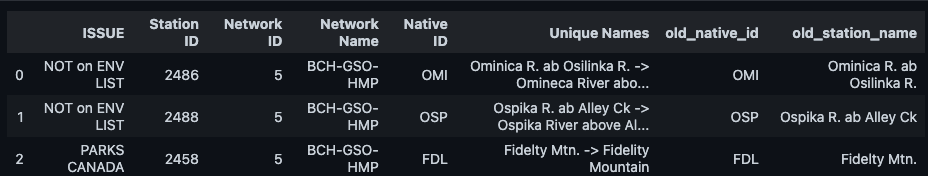 ISSUE Station ID Network ID Network Name Native ID Unique Names old_native_id old_station_name
0 NOT on ENV LIST 2486 5 BCH-GSO-HMP OMI Ominica R. ab Osilinka R. -> Omineca River abo... OMI Ominica R. ab Osilinka R.
1 NOT on ENV LIST 2488 5 BCH-GSO-HMP OSP Ospika R. ab Alley Ck -> Ospika River above Al... OSP Ospika R. ab Alley Ck
2 PARKS CANADA 2458 5 BCH-GSO-HMP FDL Fidelty Mtn. -> Fidelity Mountain FDL Fidelty Mtn.